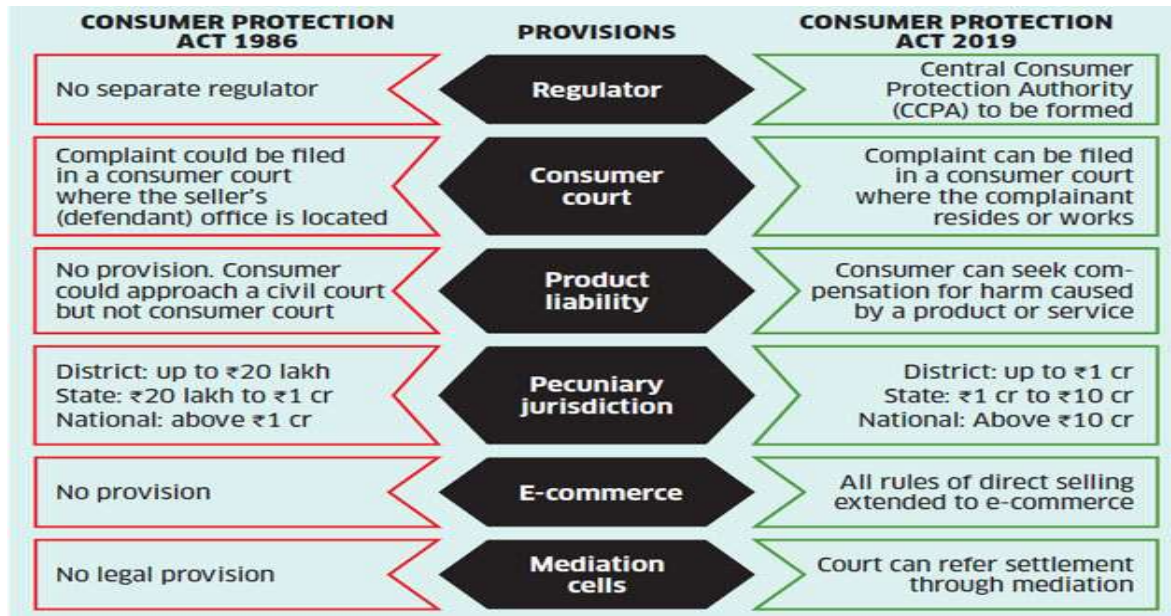 CONSUMER PROTECTION
ACT 1986
PROVISIONS
CONSUMER PROTECTION
ACT 2019
No separate regulator
Regulator
Central Consumer
Protection Authority
(CCPA) to be formed
Complaint could be filed
in a consumer court
where the seller's
(defendant) office is located
Consumer
court
Complaint can be filed
in a consumer court
where the complainant
resides or works
No provision. Consumer
could approach a civil court
but not consumer court
Product
liability
Consumer can seek com-
pensation for harm caused
by a product or service
District: up to ₹20 lakh
State: ₹20 lakh to ₹1 cr
National: above ₹1 cr
Pecuniary
jurisdiction
District: up to ₹1 cr
State: ₹1 cr to ₹10 cr
National: Above ₹10 cr
No provision
E-commerce
All rules of direct selling
extended to e-commerce
No legal provision
Mediation
cells
Court can refer settlement
through mediation